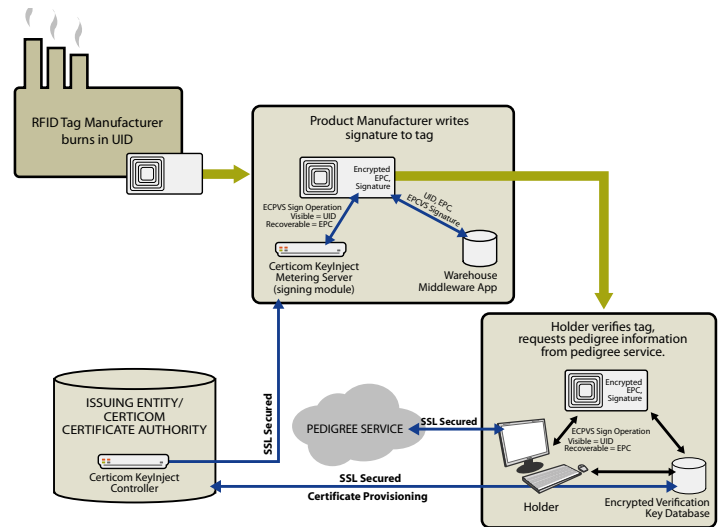 RFID Tag Manufacturer
burns in UID
Product Manufacturer writes
signature to tag
Encrypted
EPC,
Signature
ECPVS Sign Operation
Visible = UID
Recoverable = EPC
UID, EPC,
EPCVS Signature
Certicom KeyInject
Metering Server
(signing module)
Warehouse
Middleware App
Holder verifies tag,
requests pedigree information
from pedigree service.
Encrypted
EPC,
Signature
ECPVS Sign Operation
Visible = UID
Recoverable = EPC
Holder
Encrypted Verification
Key Database
ISSUING ENTITY/
CERTICOM
CERTIFICATE AUTHORITY
Certicom KeyInject
Controller
SSL Secured
PEDIGREE SERVICE
SSL Secured
SSL Secured
Certificate Provisioning